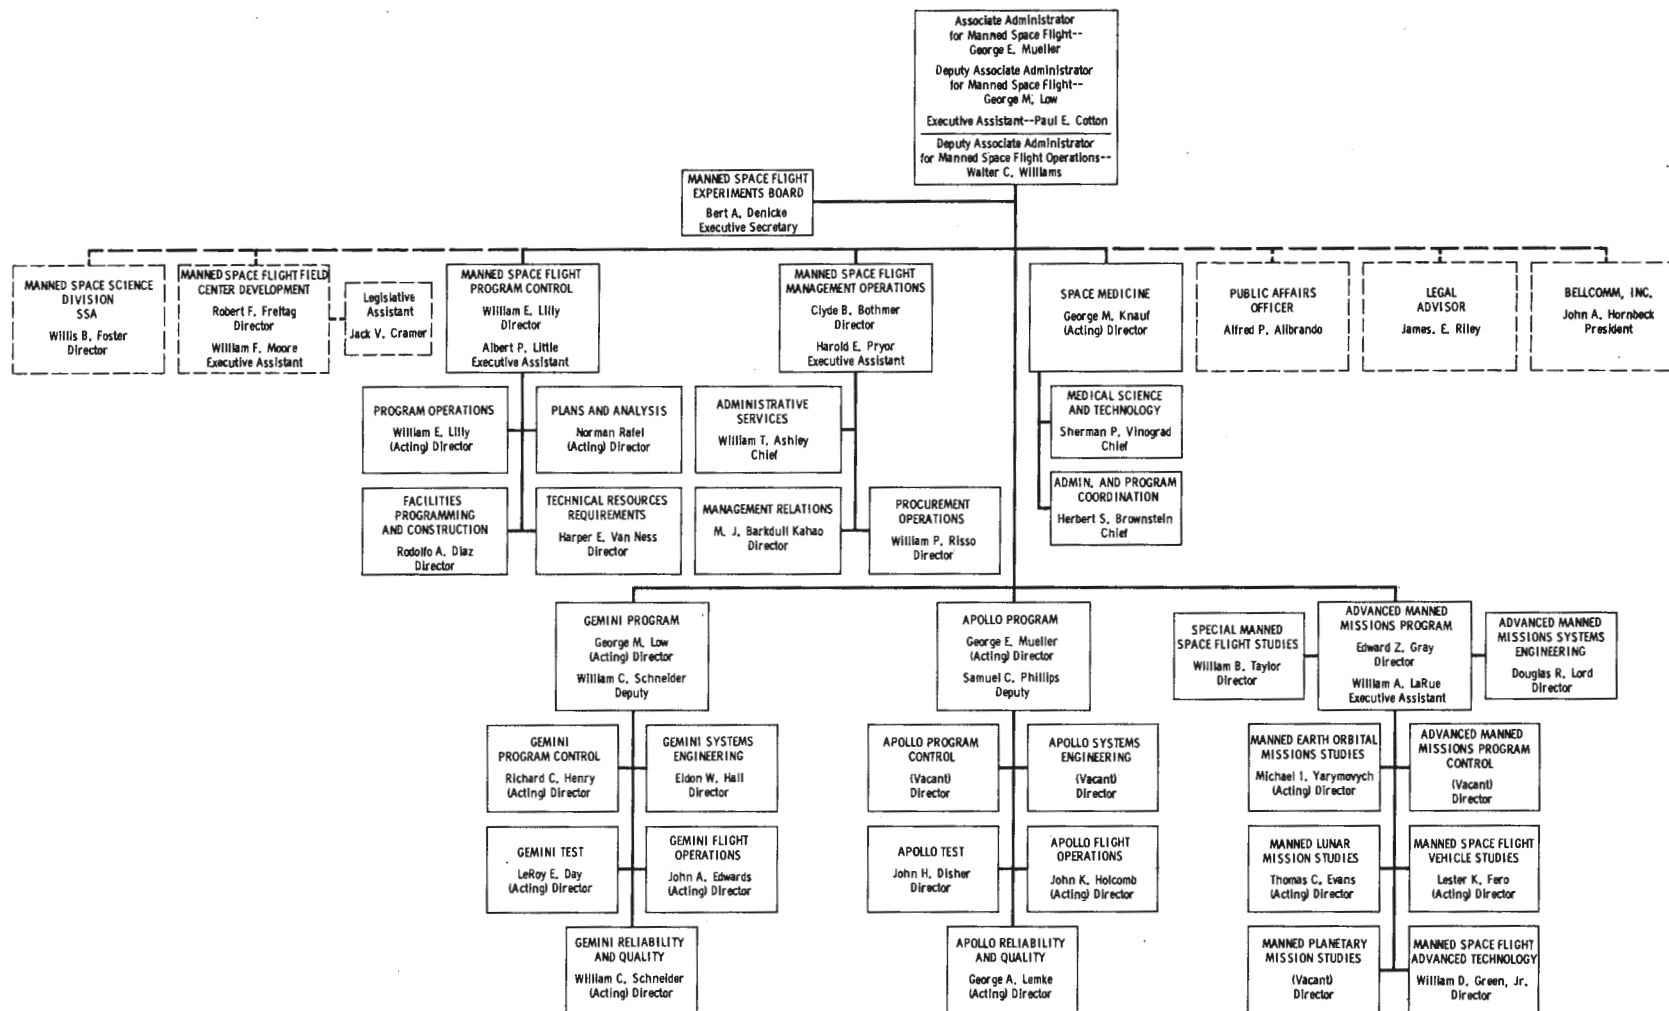 Associate Administrator
for Manned Space Flight--
George E. Mueller
Deputy Associate Administrator
for Manned Space Flight--
George M. Low
Executive Assistant--Paul E. Cotton
Deputy Associate Administrator
for Manned Space Flight Operations--
Walter C. Williams
MANNED SPACE FLIGHT
EXPERIMENTS BOARD
Bert A. Denicke
Executive Secretary
MANNED SPACE SCIENCE
DIVISION
SSA
Willis B. Foster
Director
MANNED SPACE FLIGHT FIELD
CENTER DEVELOPMENT
Robert F. Freitag
Director
William F. Moore
Executive Assistant
Legislative
Assistant
Jack V. Cramer
MANNED SPACE FLIGHT
PROGRAM CONTROL
William E. Lilly
Director
Albert P. Little
Executive Assistant
MANNED SPACE FLIGHT
MANAGEMENT OPERATIONS
Clyde B. Bothmer
Director
Harold E. Pryor
Executive Assistant
SPACE MEDICINE
George M. Knauf
(Acting) Director
PUBLIC AFFAIRS
OFFICER
Alfred P. Alibrando
LEGAL
ADVISOR
James. E. Riley
BELLCOMM, INC.
John A. Hornbeck
President
PROGRAM OPERATIONS
William E. Lilly
(Acting) Director
PLANS AND ANALYSIS
Norman Rafel
(Acting) Director
ADMINISTRATIVE
SERVICES
William T. Ashley
Chief
MEDICAL SCIENCE
AND TECHNOLOGY
Sherman P. Vinograd
Chief
FACILITIES
PROGRAMMING
AND CONSTRUCTION
Rodolfo A. Diaz
Director
TECHNICAL RESOURCES
REQUIREMENTS
Harper E. Van Ness
Director
MANAGEMENT RELATIONS
M. J. Barkdull Kahao
Director
PROCUREMENT
OPERATIONS
William P. Risso
Director
ADMIN. AND PROGRAM
COORDINATION
Herbert S. Brownstein
Chief
GEMINI PROGRAM
George M. Low
(Acting) Director
William C. Schneider
Deputy
APOLLO PROGRAM
George E. Mueller
(Acting) Director
Samuel C. Phillips
Deputy
SPECIAL MANNED
SPACE FLIGHT STUDIES
William B. Taylor
Director
ADVANCED MANNED
MISSIONS PROGRAM
Edward Z. Gray
Director
William A. LaRue
Executive Assistant
ADVANCED MANNED
MISSIONS SYSTEMS
ENGINEERING
Douglas R. Lord
Director
GEMINI
PROGRAM CONTROL
Richard C. Henry
(Acting) Director
GEMINI SYSTEMS
ENGINEERING
Eldon W. Hall
Director
APOLLO PROGRAM
CONTROL
(Vacant)
Director
APOLLO SYSTEMS
ENGINEERING
(Vacant)
Director
MANNED EARTH ORBITAL
MISSIONS STUDIES
Michael I. Yarymovych
(Acting) Director
ADVANCED MANNED
MISSIONS PROGRAM
CONTROL
(Vacant)
Director
GEMINI TEST
LeRoy E. Day
(Acting) Director
GEMINI FLIGHT
OPERATIONS
John A. Edwards
(Acting) Director
APOLLO TEST
John H. Disher
Director
APOLLO FLIGHT
OPERATIONS
John K. Holcomb
(Acting) Director
MANNED LUNAR
MISSION STUDIES
Thomas C. Evans
(Acting) Director
MANNED SPACE FLIGHT
VEHICLE STUDIES
Lester K. Fero
(Acting) Director
GEMINI RELIABILITY
AND QUALITY
William C. Schneider
(Acting) Director
APOLLO RELIABILITY
AND QUALITY
George A. Lemke
(Acting) Director
MANNED PLANETARY
MISSION STUDIES
(Vacant)
Director
MANNED SPACE FLIGHT
ADVANCED TECHNOLOGY
William D. Green, Jr.
Director